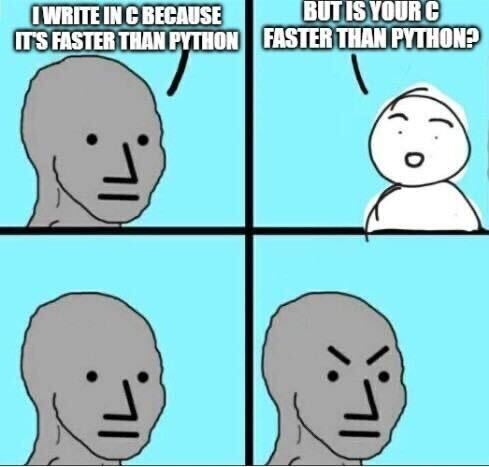 I WRITE IN C BECAUSE
IT'S FASTER THAN PYTHON
BUT IS YOUR C
FASTER THAN PYTHON?